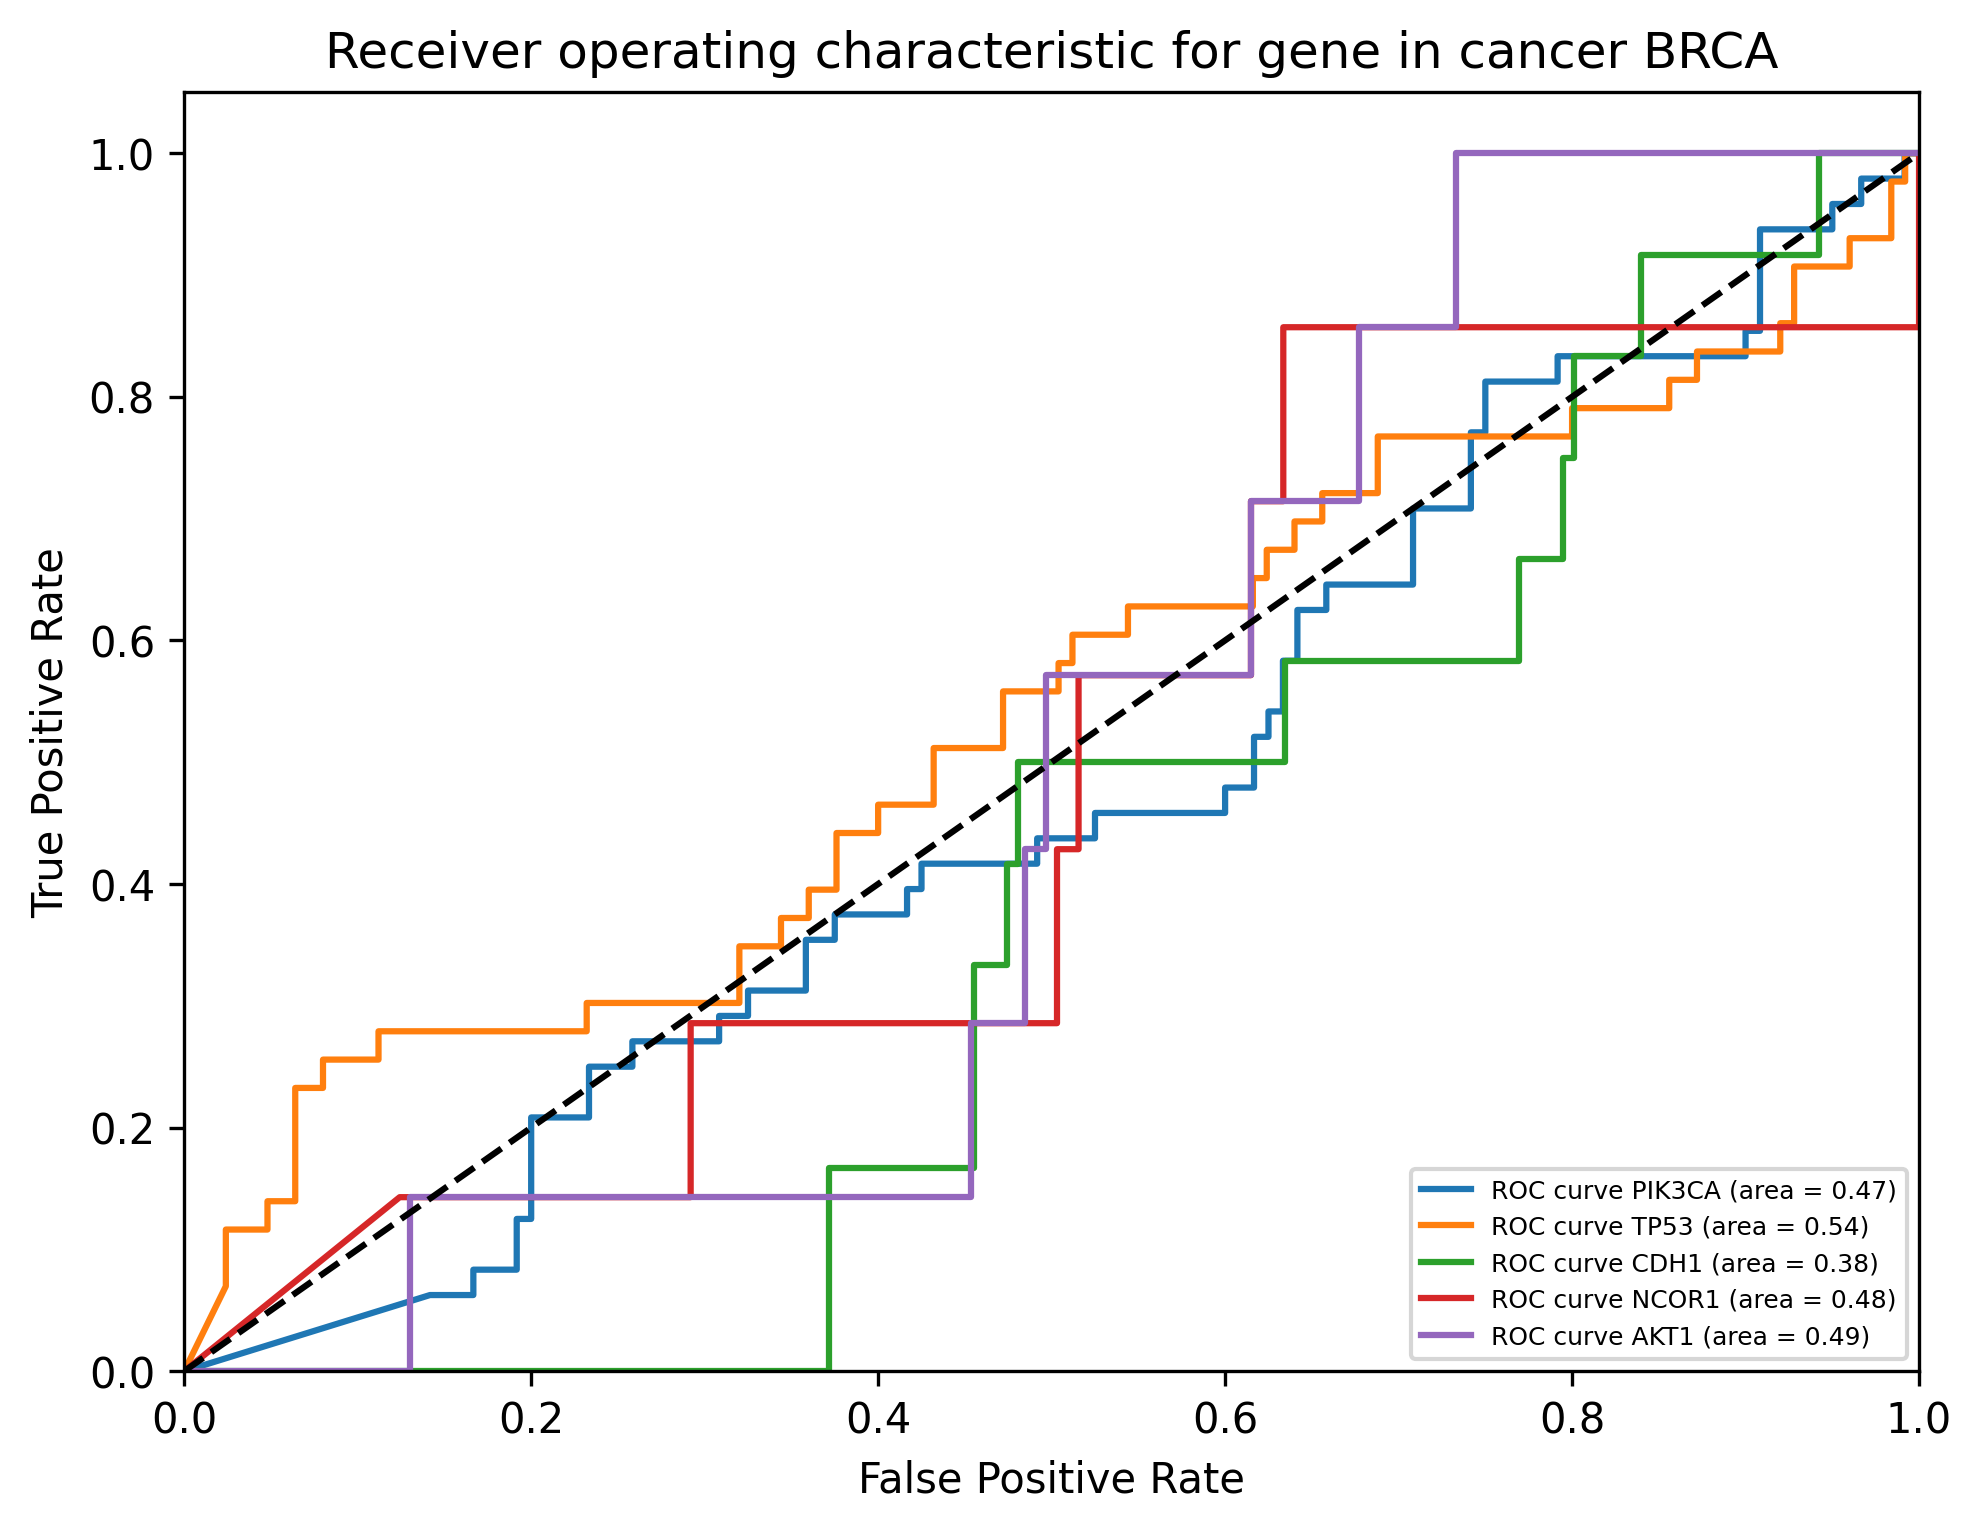 Receiver operating characteristic for gene in cancer BRCA
True Positive Rate
1.0
0.8
0.6
0.4
0.2
0.0
0.0 0.2 0.4 0.6 0.8 1.0
False Positive Rate
ROC curve PIK3CA (area = 0.47)
ROC curve TP53 (area = 0.54)
ROC curve CDH1 (area = 0.38)
ROC curve NCOR1 (area = 0.48)
ROC curve AKT1 (area = 0.49)